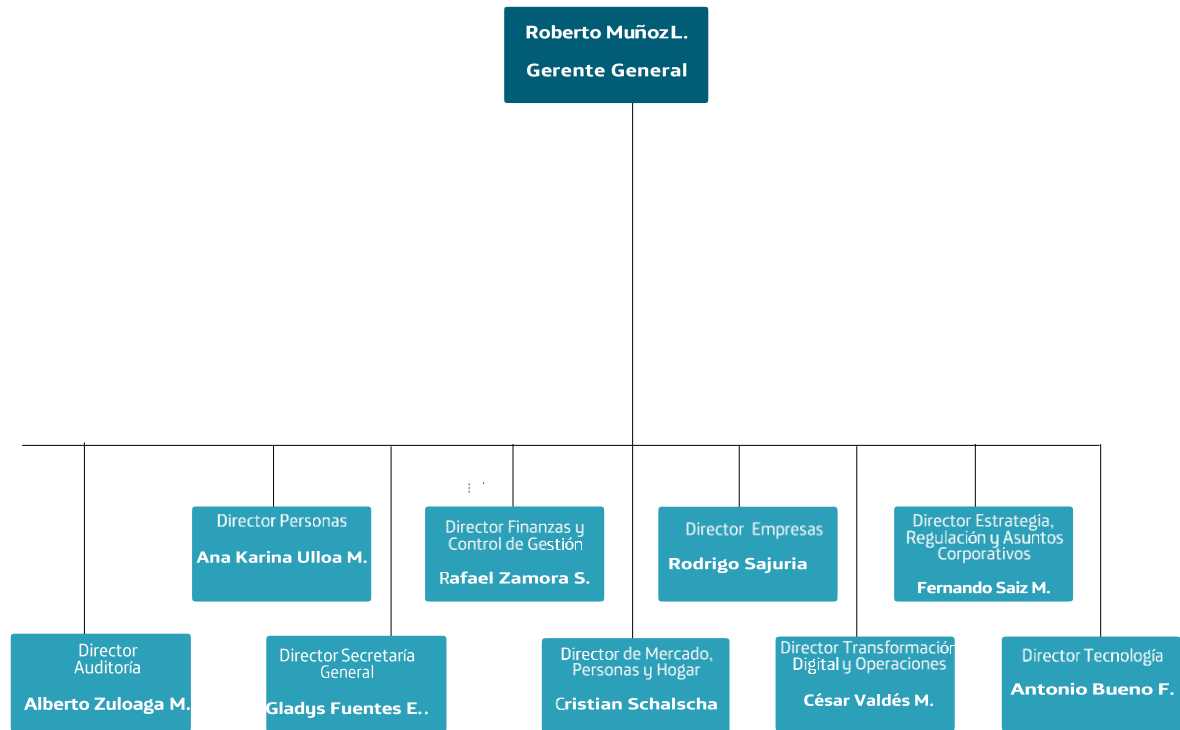 Roberto Muñoz L.
Gerente General
Director Personas
Ana Karina Ulloa M.
Director Finanzas y
Control de Gestión
Rafael Zamora S.
Director Empresas
Rodrigo Sajuria
Director Estrategia,
Regulación y Asuntos
Corporativos
Fernando Saiz M.
Director
Auditoría
Alberto Zuloaga M.
Director Secretaría
General
Gladys Fuentes E..
Director de Mercado,
Personas y Hogar
Cristian Schalscha
Director Transformación
Digital y Operaciones
César Valdés M.
Director Tecnología
Antonio Bueno F.